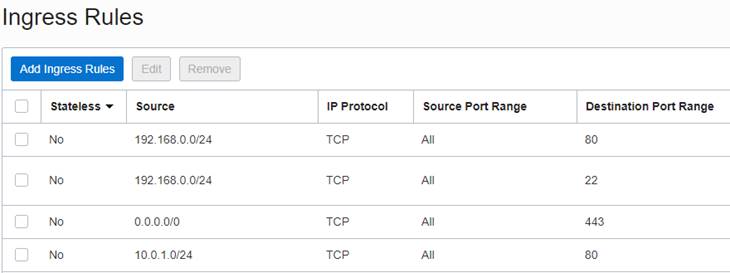 Ingress Rules
Add Ingress Rules Edit Remove
Stateless Source IP Protocol Source Port Range Destination Port Range
No 192.168.0.0/24 TCP All 80
No 192.168.0.0/24 TCP All 22
No 0.0.0.0/0 TCP All 443
No 10.0.1.0/24 TCP All 80